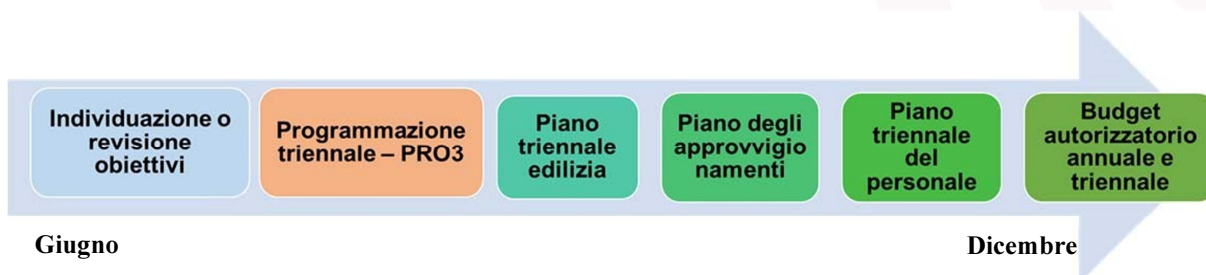 Individuazione o
revisione
obiettivi
Programmazione
triennale – PRO3
Piano
triennale
edilizia
Piano degli
approvvigio
namenti
Piano
triennale
del
personale
Budget
autorizzatorio
annuale e
triennale
Giugno
Dicembre